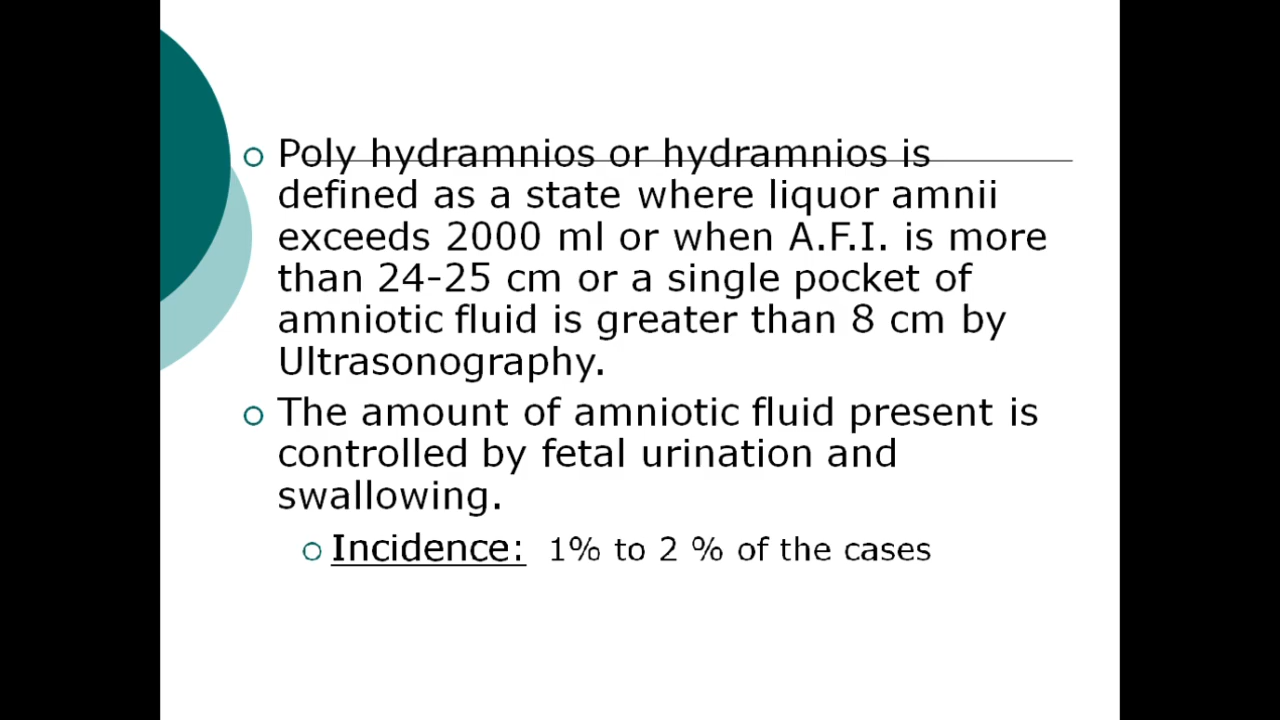 Poly hydramnios or hydramnios is
defined as a state where liquor amnii
exceeds 2000 ml or when A.F.I. is more
than 24-25 cm or a single pocket of
amniotic fluid is greater than 8 cm by
Ultrasonography.
The amount of amniotic fluid present is
controlled by fetal urination and
swallowing.
Incidence: 1% to 2 % of the cases